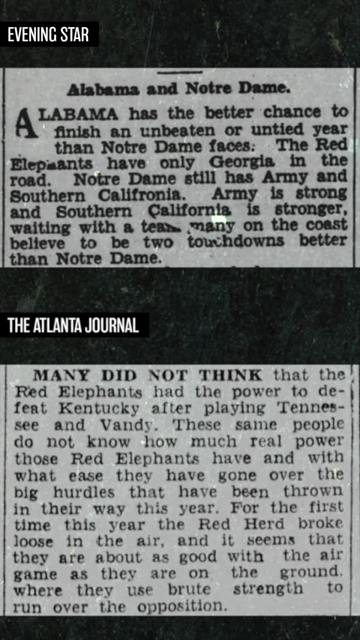 EVENING STAR
Alabama and Notre Dame.
ALABAMA has the better chance to
finish an unbeaten or untied year
than Notre Dame faces. The Red
Elephants have only Georgia in the
road. Notre Dame still has Army and
Southern Califronia. Army is strong
and Southern California is stronger,
waiting with a team many on the coast
believe to be two touchdowns better
than Notre Dame.
THE ATLANTA JOURNAL
MANY DID NOT THINK that the
Red Elephants had the power to de-
feat Kentucky after playing Tennes-
see and Vandy. These same people
do not know how much real power
those Red Elephants have and with
what ease they have gone over the
big hurdles that have been thrown
in their way this year. For the first
time this year the Red Herd broke
loose in the air, and it seems that
they are about as good with the air
game as they are on the ground,
where they use brute strength to
run over the opposition.